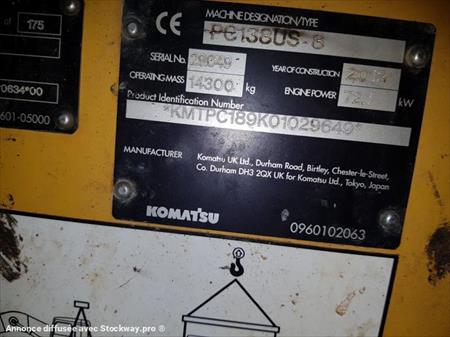 175
0634*00
601-05000
CE
MACHINE DESIGNATION/TYPE
PC138US-8
SERIAL No. 29649
YEAR OF CONSTRUCTION
OPERATING MASS 14300 kg
ENGINE POWER kW
Product Identification Number
*KMTPC189K01029649*
Komatsu UK Ltd., Durham Road, Birtley, Chester-le-Street,
Co. Durham DH3 2QX UK for Komatsu Ltd., Tokyo, Japan
KOMATSU
0960102063
Annonce diffusée avec Stockway.pro ®